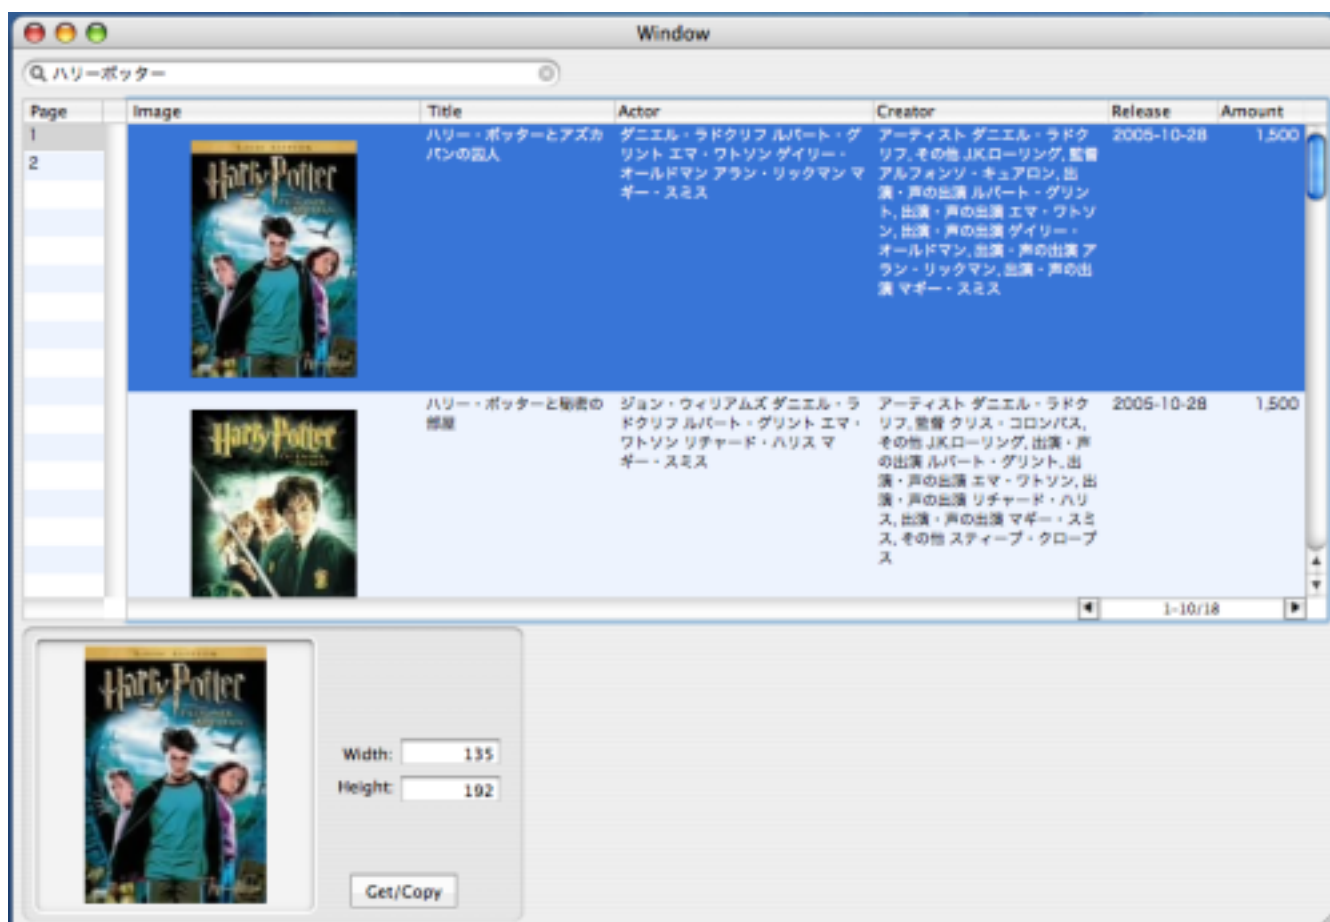 Window
ハリーポッター
Page
Image
Title
Actor
Creator
Release
Amount
1
2
Harry Potter
ハリー・ポッターとアズカ
バンの囚人
ダニエル・ラドクリフ ルパート・グ
リント エマ・ワトソン ゲイリー・
オールドマン アラン・リックマン マ
ギー・スミス
アーティスト ダニエル・ラドク
リフ, その他 J.K.ローリング, 監督
アルフォンソ・キュアロン, 出
演・声の出演 ルパート・グリン
ト, 出演・声の出演 エマ・ワトソ
ン, 出演・声の出演 ゲイリー・
オールドマン, 出演・声の出演 ア
ラン・リックマン, 出演・声の出
演 マギー・スミス
2005-10-28
1,500
Harry Potter
ハリー・ポッターと秘密の
部屋
ジョン・ウィリアムズ ダニエル・ラ
ドクリフ ルパート・グリント エマ・
ワトソン リチャード・ハリス マ
ギー・スミス
アーティスト ダニエル・ラドク
リフ, 監督 クリス・コロンバス,
その他 J.K.ローリング, 出演・声
の出演 ルパート・グリント, 出
演・声の出演 エマ・ワトソン, 出
演・声の出演 リチャード・ハリ
ス, 出演・声の出演 マギー・スミ
ス, その他 スティーブ・クローブ
ス
2005-10-28
1,500
1-10/18
Harry Potter
Width:
135
Height:
192
Get/Copy